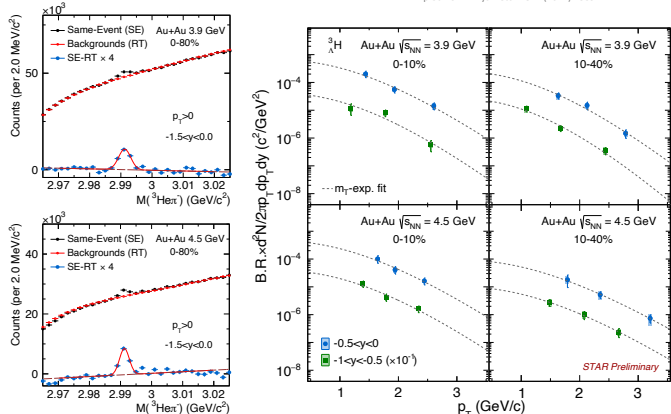 ×10³
Same-Event (SE)
Backgrounds (RT)
SE-RT × 4
Au+Au 3.9 GeV
0-80%
p_T>0
-1.5<y<0.0
Counts (per 2.0 MeV/c²)
50
0
2.97 2.98 2.99 3 3.01 3.02
M(³Heπ⁻) (GeV/c²)
×10³
Same-Event (SE)
Backgrounds (RT)
SE-RT × 4
Au+Au 4.5 GeV
0-80%
p_T>0
-1.5<y<0.0
Counts (per 2.0 MeV/c²)
40
20
0
2.97 2.98 2.99 3 3.01 3.02
M(³Heπ⁻) (GeV/c²)
B.R.×d²N/2πp_T dp_T dy (c²/GeV²)
³_ΛH
Au+Au √s_NN = 3.9 GeV
0-10%
Au+Au √s_NN = 3.9 GeV
10-40%
10⁻⁴
10⁻⁶
10⁻⁸
m_T-exp. fit
Au+Au √s_NN = 4.5 GeV
0-10%
Au+Au √s_NN = 4.5 GeV
10-40%
10⁻⁴
10⁻⁶
10⁻⁸
-0.5<y<0
-1<y<-0.5 (×10⁻¹)
STAR Preliminary
0 1 2 3
1 2 3
p_T (GeV/c)